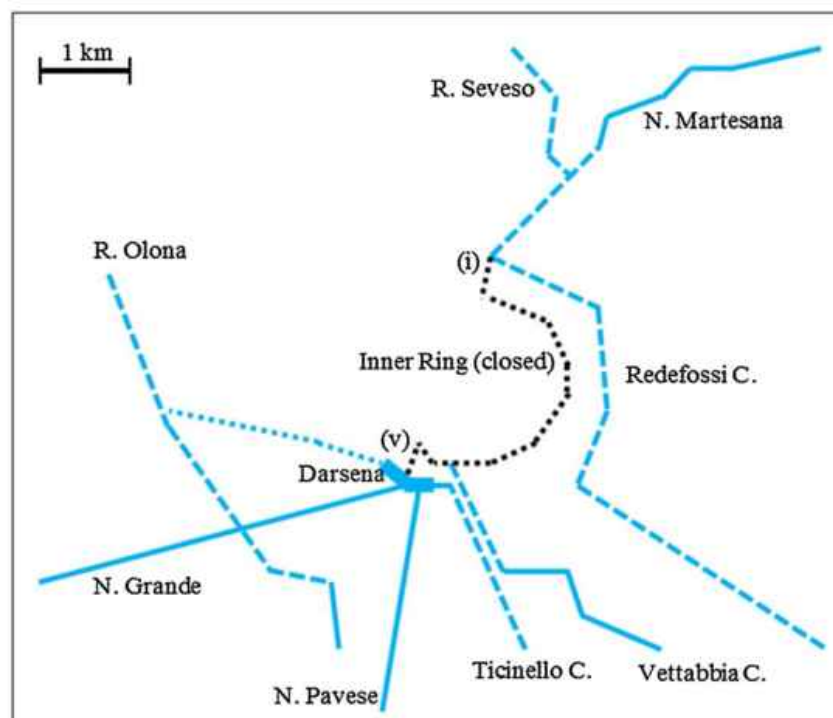 1 km
R. Seveso
N. Martesana
R. Olona
(i)
Inner Ring (closed)
Redefossi C.
(v)
Darsena
N. Grande
Ticinello C.
Vettabbia C.
N. Pavese